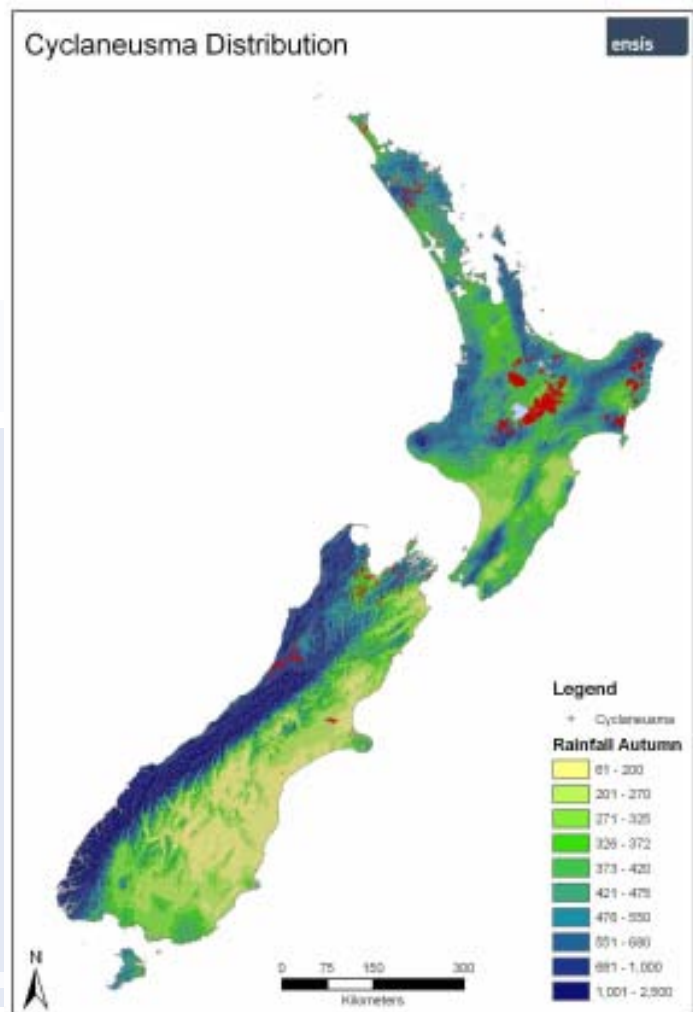 Cyclaneusma Distribution
ensis
Legend
Cyclaneusma
Rainfall Autumn
61 - 200
201 - 270
271 - 325
326 - 372
373 - 420
421 - 475
476 - 550
551 - 680
681 - 1,000
1,001 - 2,900
N
0 75 150 300
Kilometers